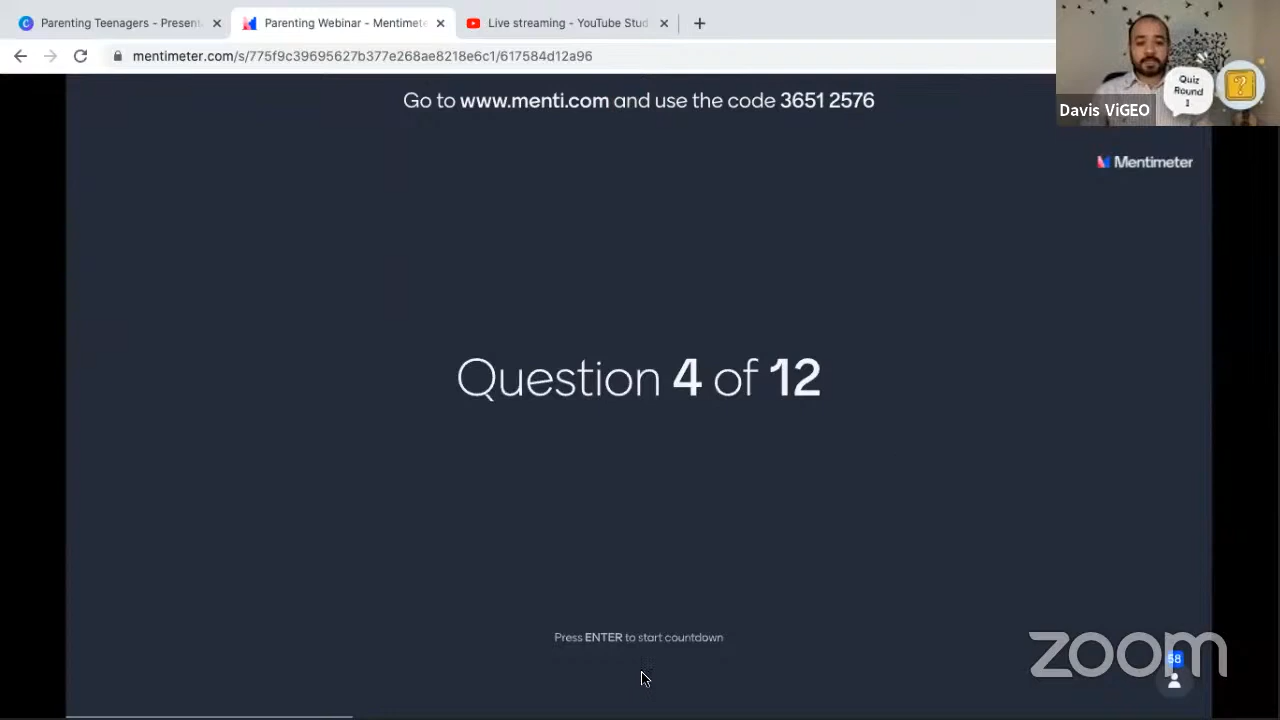 Parenting Teenagers - Present
Parenting Webinar - Mentimete
Live streaming - YouTube Stud
mentimeter.com/s/775f9c39695627b377e268ae8218e6c1/617584d12a96
Go to www.menti.com and use the code 3651 2576
Quiz
Round
1
Davis ViGEO
Mentimeter
Question 4 of 12
Press ENTER to start countdown
zoom
58